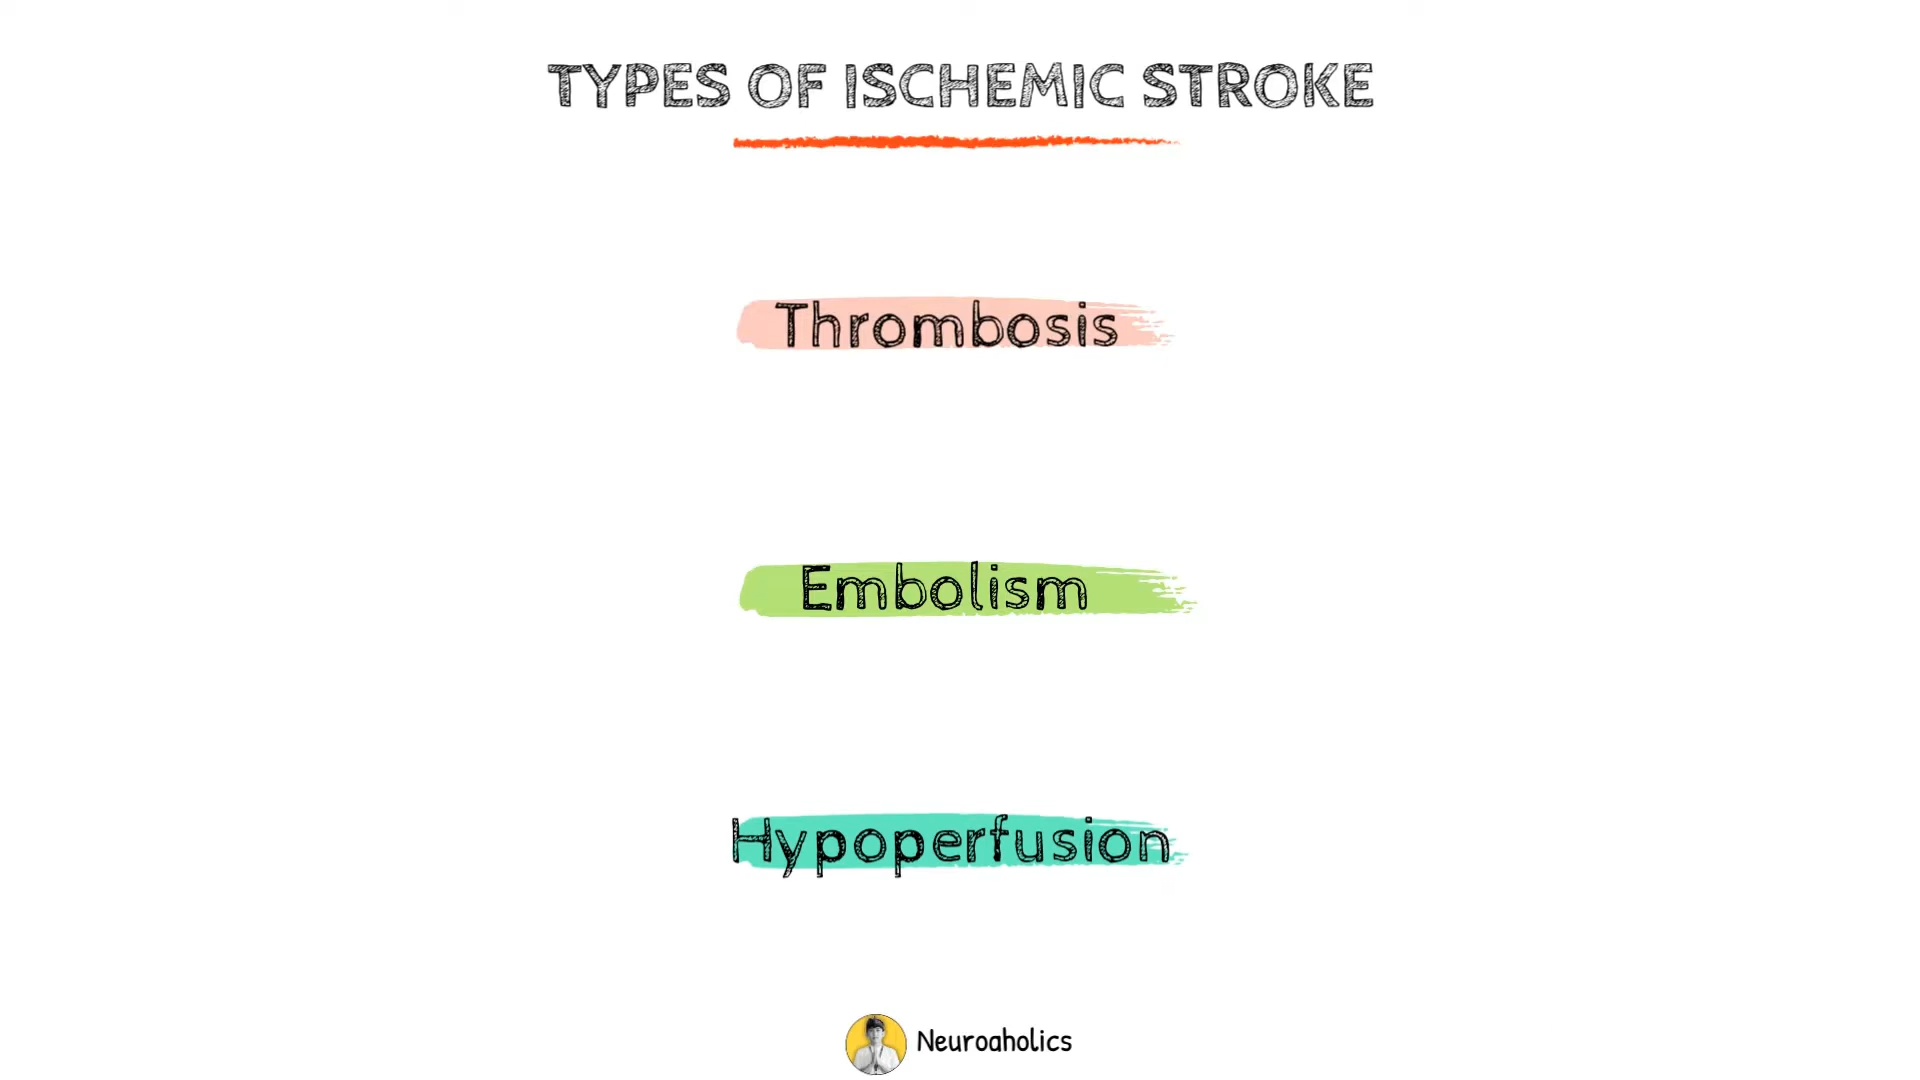 TYPES OF ISCHEMIC STROKE
Thrombosis
Embolism
Hypoperfusion
Neuroaholics